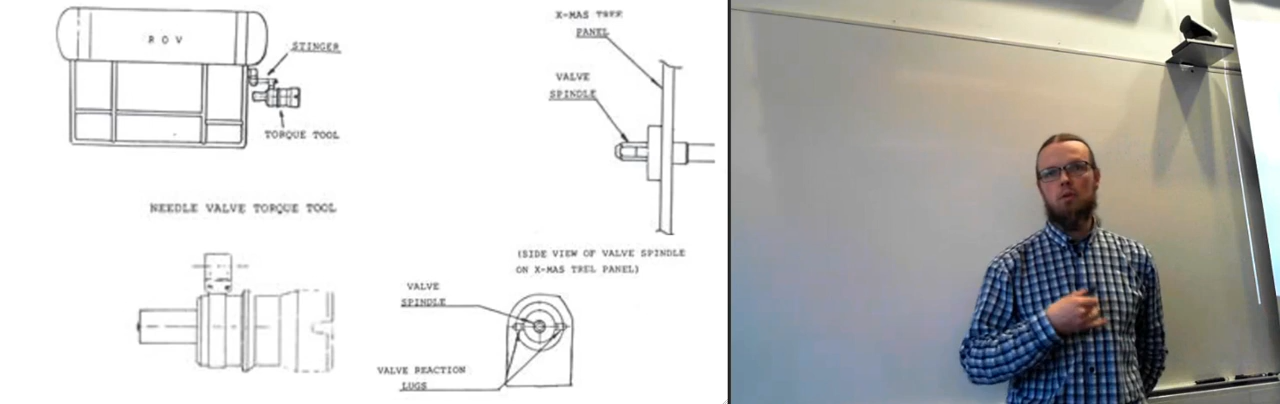 ROV
STINGER
TORQUE TOOL
NEEDLE VALVE TORQUE TOOL
X-MAS TREE
PANEL
VALVE
SPINDLE
(SIDE VIEW OF VALVE SPINDLE
ON X-MAS TREE PANEL)
VALVE
SPINDLE
VALVE REACTION
LUGS